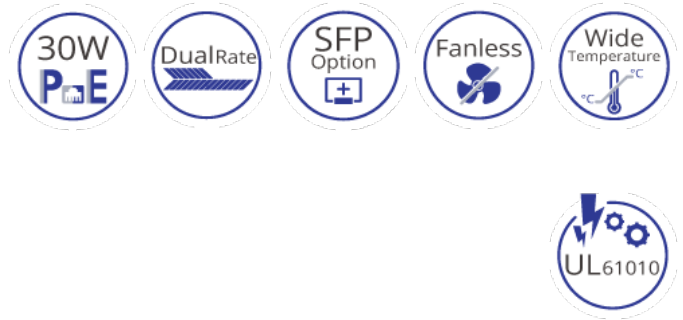 30W
PoE
DualRate
SFP
Option
Fanless
Wide
Temperature
°C
°C
UL61010